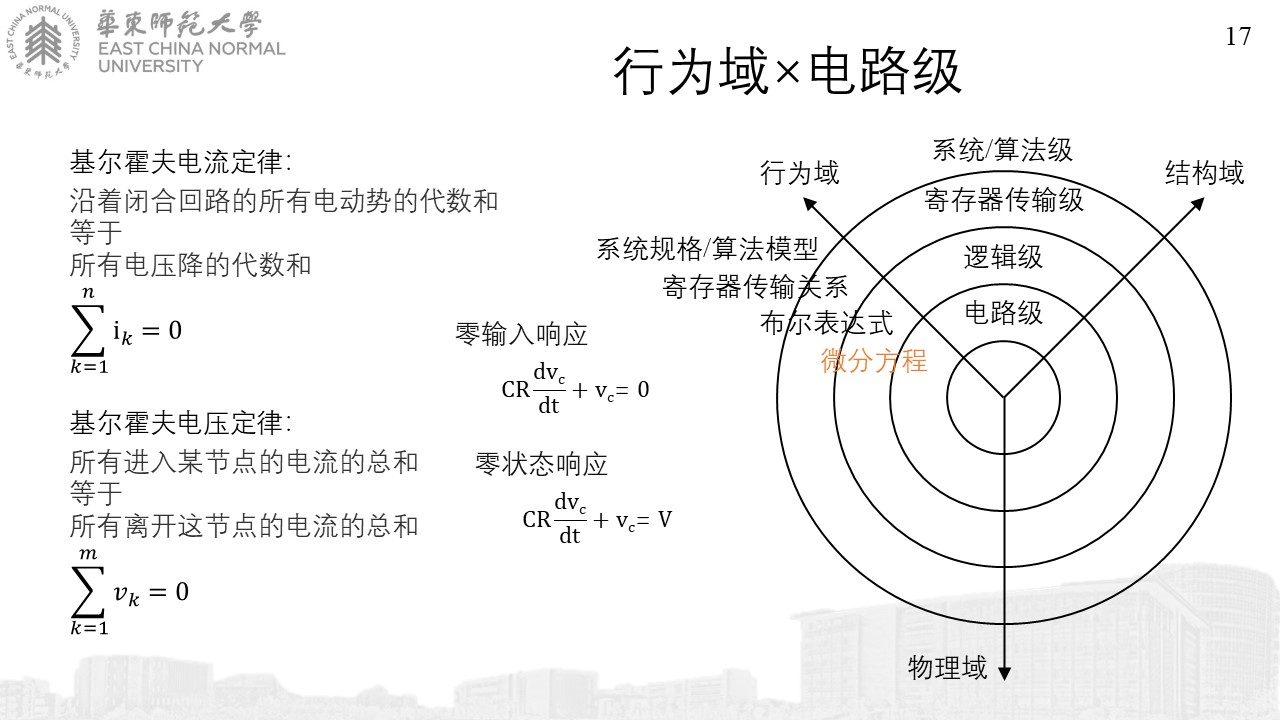 EAST CHINA NORMAL UNIVERSITY
華東师范大學
華東师范大學
EAST CHINA NORMAL
UNIVERSITY
17
行为域×电路级
基尔霍夫电流定律:
沿着闭合回路的所有电动势的代数和
等于
所有电压降的代数和
\sum_{k=1}^{n} i_k = 0
基尔霍夫电压定律:
所有进入某节点的电流的总和
等于
所有离开这节点的电流的总和
\sum_{k=1}^{m} v_k = 0
零输入响应
CR\frac{dv_c}{dt} + v_c = 0
零状态响应
CR\frac{dv_c}{dt} + v_c = V
系统/算法级
行为域
结构域
寄存器传输级
系统规格/算法模型
逻辑级
寄存器传输关系
电路级
布尔表达式
微分方程
物理域